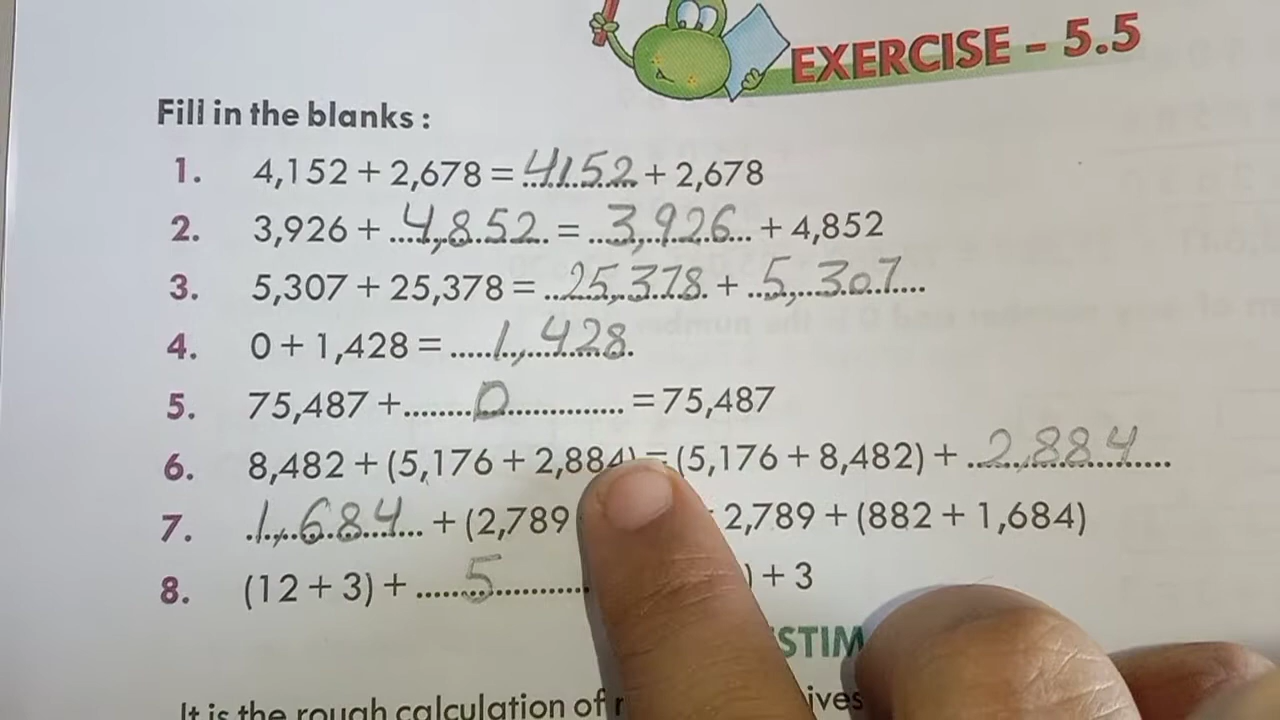 EXERCISE - 5.5
Fill in the blanks :
1. 4,152 + 2,678 = 4152 + 2,678
2. 3,926 + 4,852 = 3,926 + 4,852
3. 5,307 + 25,378 = 25,378 + 5,307
4. 0 + 1,428 = 1,428
5. 75,487 + 0 = 75,487
6. 8,482 + (5,176 + 2,884) = (5,176 + 8,482) + 2,884
7. 1,684 + (2,789 2,789 + (882 + 1,684)
8. (12 + 3) + 5 ) + 3
It is the rough calculation of